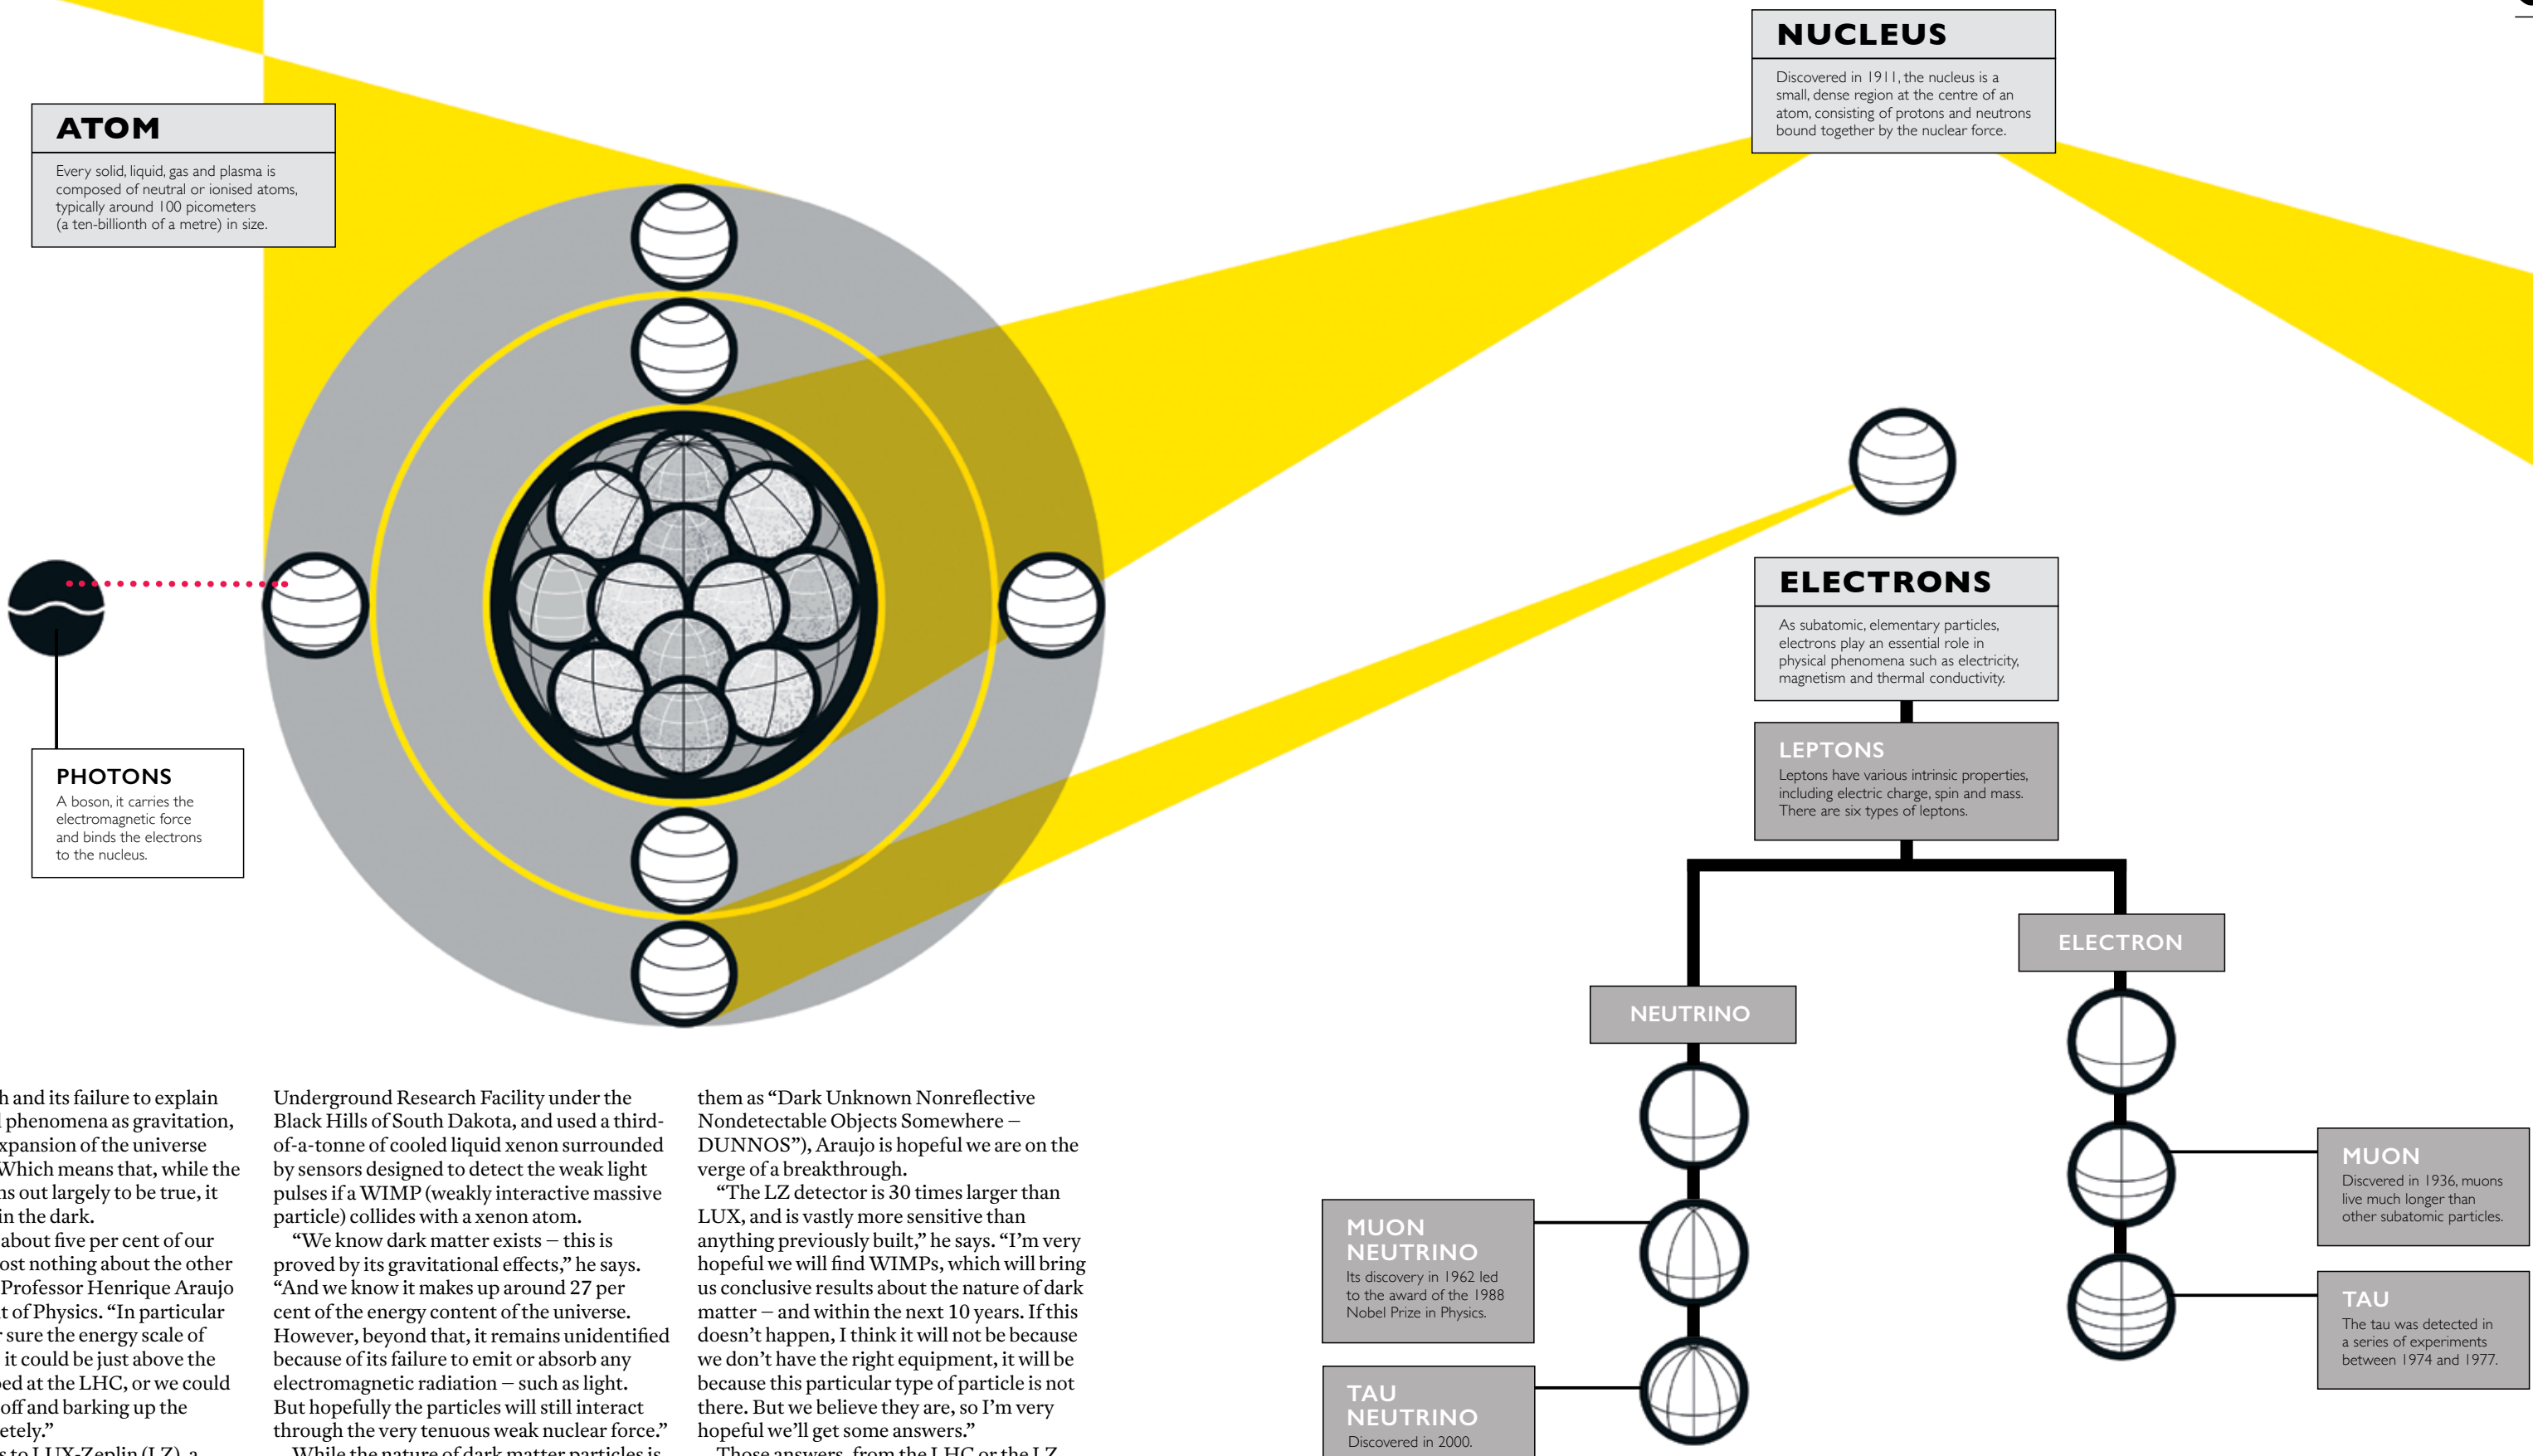 NUCLEUS
Discovered in 1911, the nucleus is a
small, dense region at the centre of an
atom, consisting of protons and neutrons
bound together by the nuclear force.
ATOM
Every solid, liquid, gas and plasma is
composed of neutral or ionised atoms,
typically around 100 picometers
(a ten-billionth of a metre) in size.
PHOTONS
A boson, it carries the
electromagnetic force
and binds the electrons
to the nucleus.
ELECTRONS
As subatomic, elementary particles,
electrons play an essential role in
physical phenomena such as electricity,
magnetism and thermal conductivity.
LEPTONS
Leptons have various intrinsic properties,
including electric charge, spin and mass.
There are six types of leptons.
ELECTRON
NEUTRINO
MUON
Discvered in 1936, muons
live much longer than
other subatomic particles.
MUON
NEUTRINO
Its discovery in 1962 led
to the award of the 1988
Nobel Prize in Physics.
TAU
The tau was detected in
a series of experiments
between 1974 and 1977.
TAU
NEUTRINO
Discovered in 2000.
and its failure to explain
phenomena as gravitation,
expansion of the universe
Which means that, while the
out largely to be true, it
in the dark.
about five per cent of our
nothing about the other
Professor Henrique Araujo
of Physics. “In particular
sure the energy scale of
it could be just above the
at the LHC, or we could
off and barking up the
to LUX-Zeplin (LZ), a
Underground Research Facility under the
Black Hills of South Dakota, and used a third-
of-a-tonne of cooled liquid xenon surrounded
by sensors designed to detect the weak light
pulses if a WIMP (weakly interactive massive
particle) collides with a xenon atom.
“We know dark matter exists – this is
proved by its gravitational effects,” he says.
“And we know it makes up around 27 per
cent of the energy content of the universe.
However, beyond that, it remains unidentified
because of its failure to emit or absorb any
electromagnetic radiation – such as light.
But hopefully the particles will still interact
through the very tenuous weak nuclear force.”
While the nature of dark matter particles is
them as “Dark Unknown Nonreflective
Nondetectable Objects Somewhere –
DUNNOS”), Araujo is hopeful we are on the
verge of a breakthrough.
“The LZ detector is 30 times larger than
LUX, and is vastly more sensitive than
anything previously built,” he says. “I’m very
hopeful we will find WIMPs, which will bring
us conclusive results about the nature of dark
matter – and within the next 10 years. If this
doesn’t happen, I think it will not be because
we don’t have the right equipment, it will be
because this particular type of particle is not
there. But we believe they are, so I’m very
hopeful we’ll get some answers.”
Those answers, from the LHC or the LZ